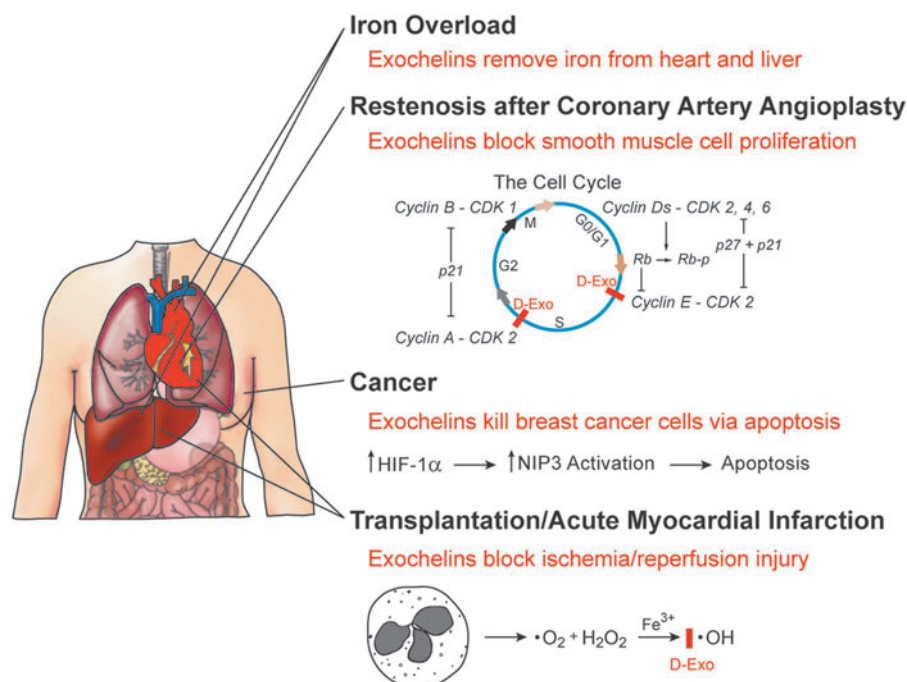 Iron Overload
Exochelins remove iron from heart and liver
Restenosis after Coronary Artery Angioplasty
Exochelins block smooth muscle cell proliferation
The Cell Cycle
Cyclin B - CDK 1
Cyclin Ds - CDK 2, 4, 6
M
G0/G1
p27 + p21
Rb
Rb-p
p21
G2
D-Exo
D-Exo
Cyclin E - CDK 2
S
Cyclin A - CDK 2
Cancer
Exochelins kill breast cancer cells via apoptosis
↑HIF-1α → ↑NIP3 Activation → Apoptosis
Transplantation/Acute Myocardial Infarction
Exochelins block ischemia/reperfusion injury
Fe³⁺
→ •O₂ + H₂O₂ → •OH
D-Exo